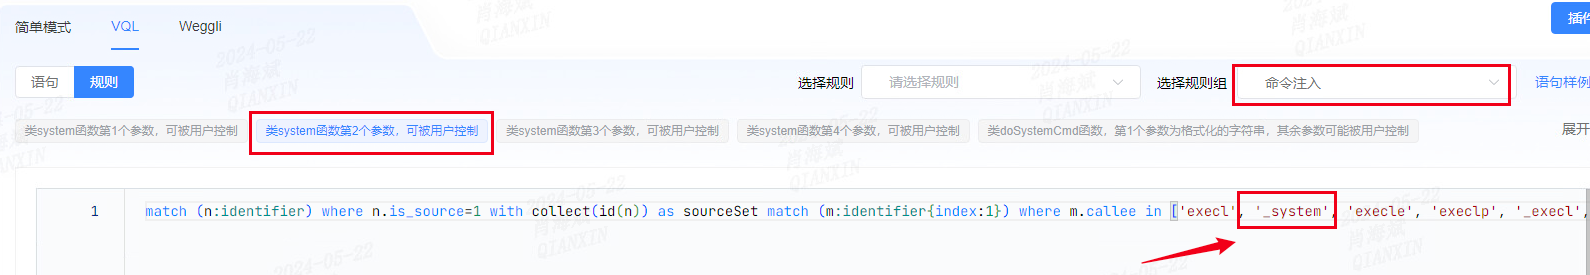 简单模式 VQL Weggli 插件
语句 规则 选择规则 请选择规则 选择规则组 命令注入 语句样例
类system函数第1个参数，可被用户控制 类system函数第2个参数，可被用户控制 类system函数第3个参数，可被用户控制 类system函数第4个参数，可被用户控制 类doSystemCmd函数，第1个参数为格式化的字符串，其余参数可能被用户控制 展开
1 match (n:identifier) where n.is_source=1 with collect(id(n)) as sourceSet match (m:identifier{index:1}) where m.callee in ['execl', '_system', 'execle', 'execlp', '_execl',
2024-05-22
肖海斌
QIANXIN